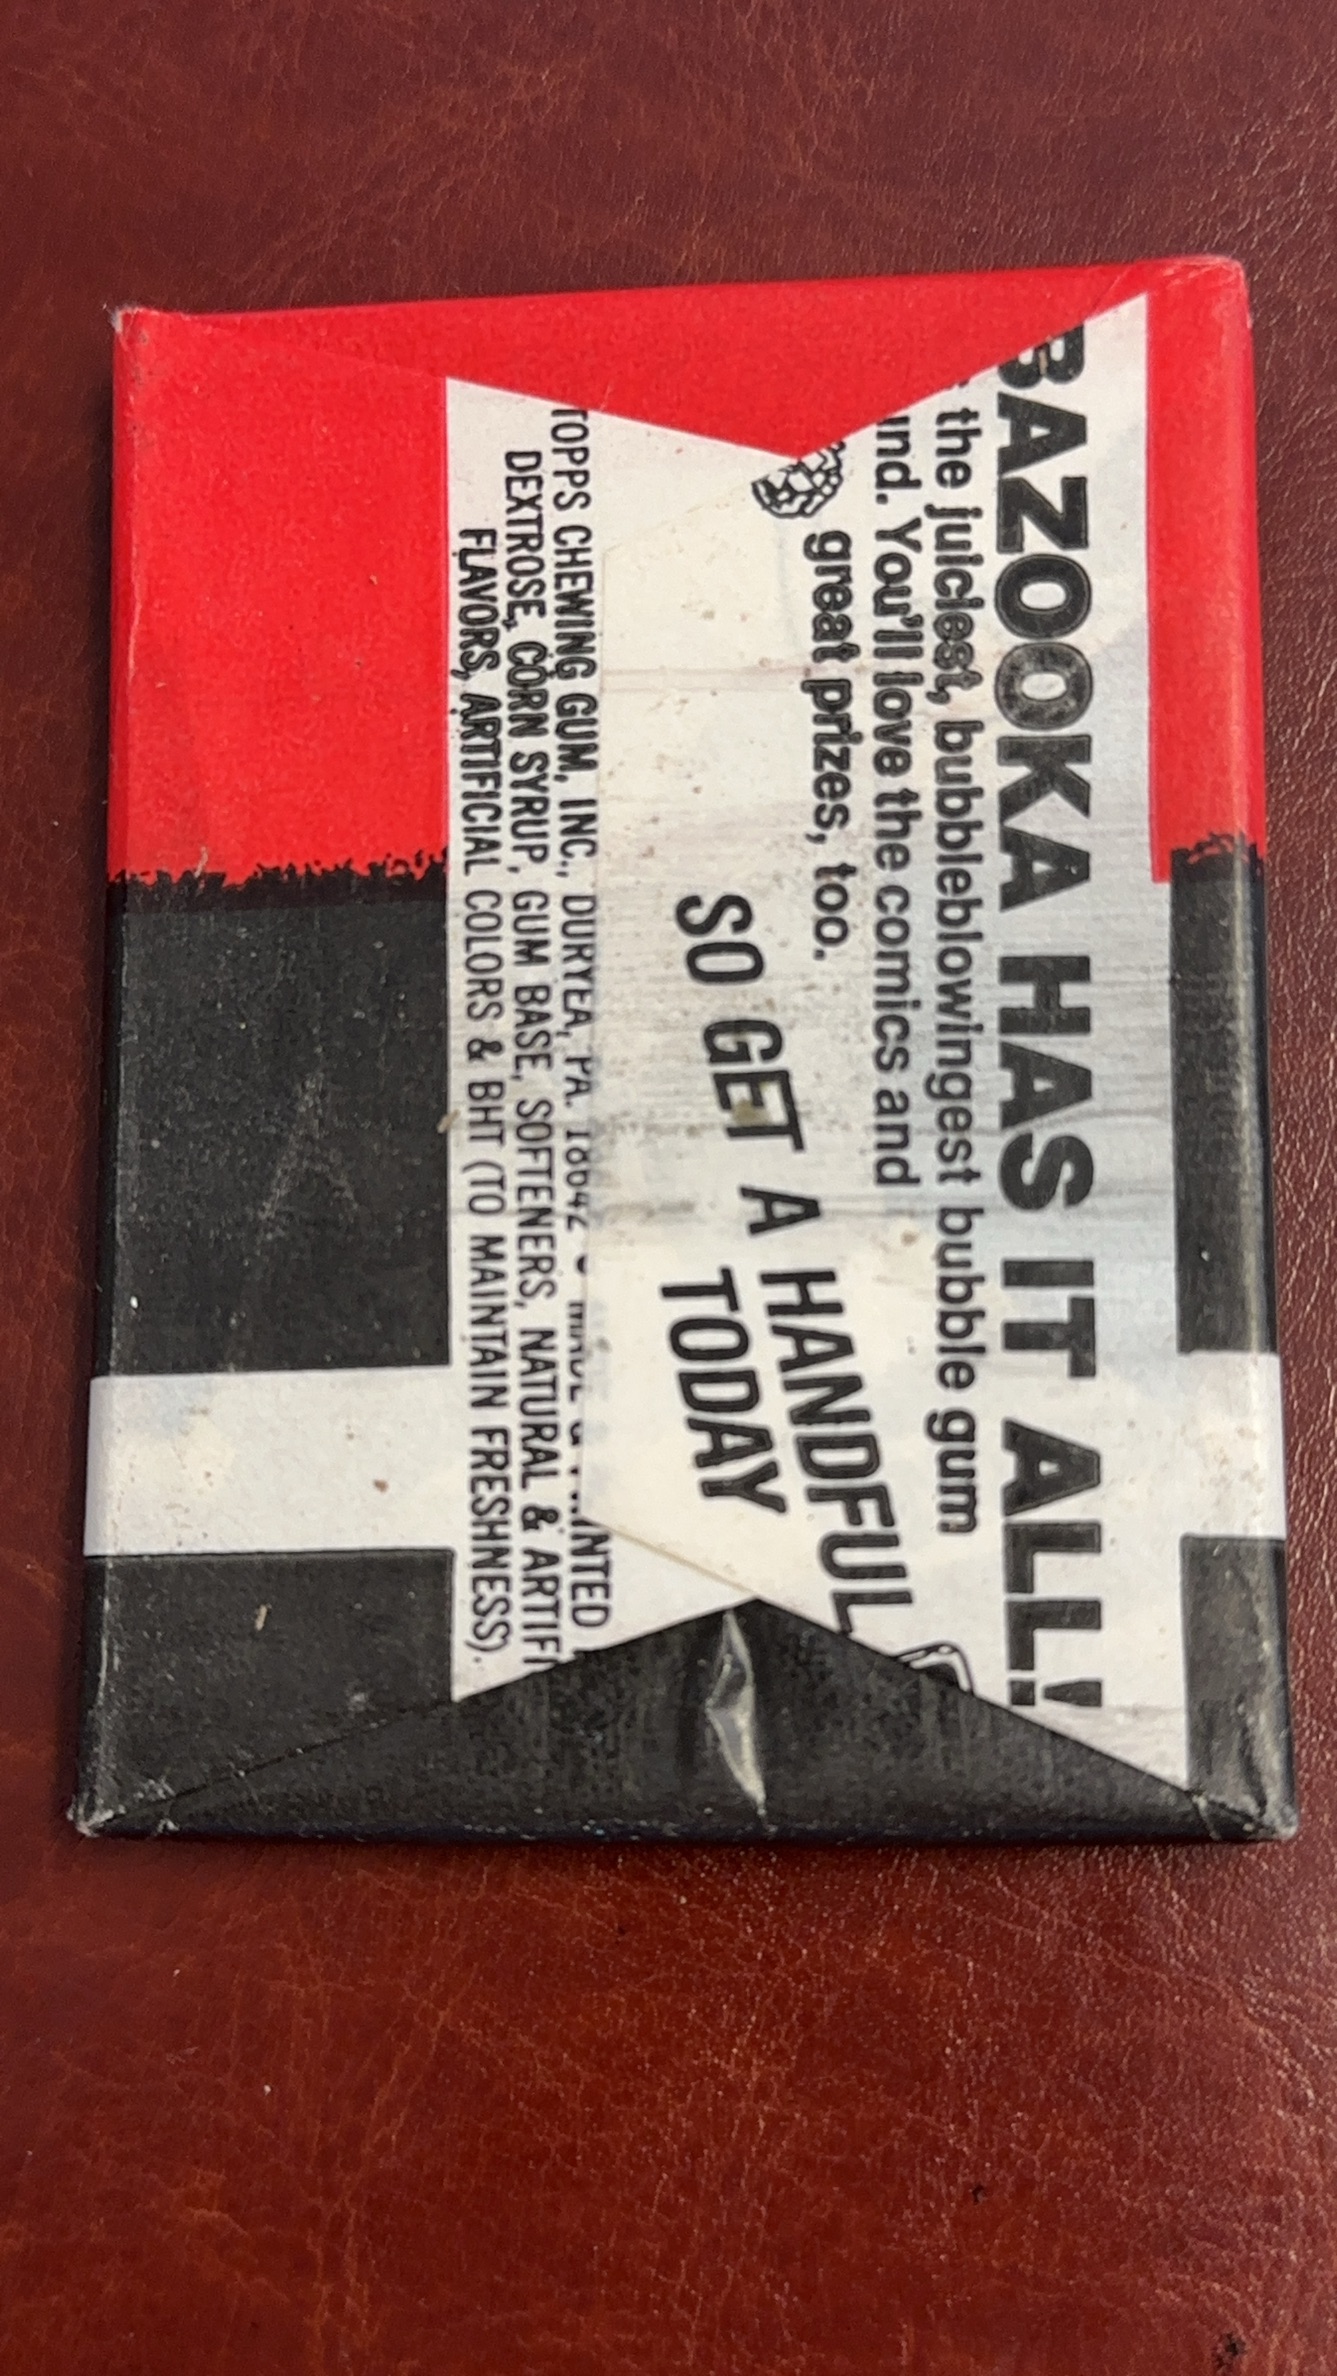 BAZOOKA HAS IT ALL!
the juiciest, bubbleblowingest bubble gum
You'll love the comics and
great prizes, too.
SO GET A HANDFUL
TODAY
TOPPS CHEWING GUM, INC., DURYEA, PA. 18642
DEXTROSE, CORN SYRUP, GUM BASE, SOFTENERS, NATURAL &
FLAVORS, ARTIFICIAL COLORS & BHT (TO MAINTAIN FRESHNESS).